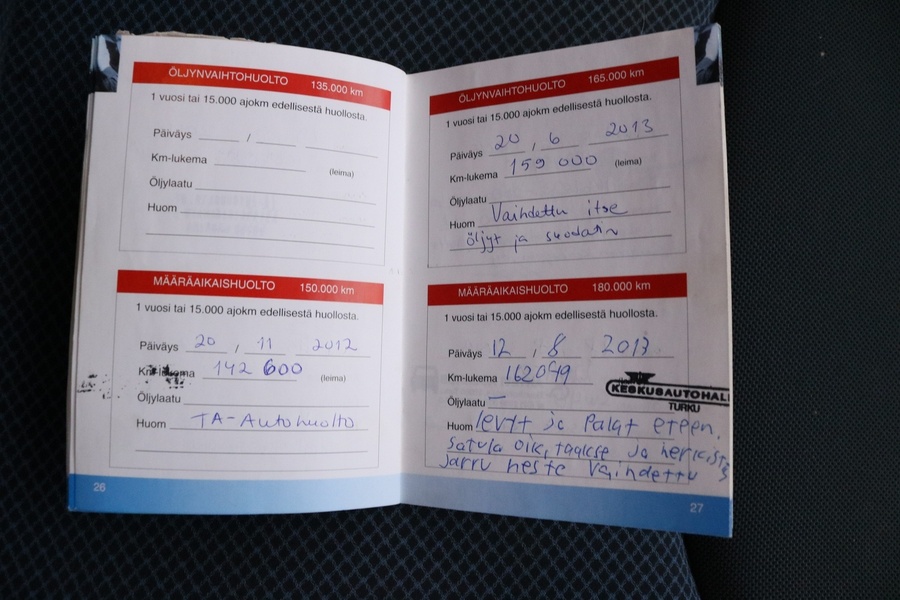 ÖLJYNVAIHTOHUOLTO 135.000 km
1 vuosi tai 15.000 ajokm edellisestä huollosta.
Päiväys /
Km-lukema (leima)
Öljylaatu
Huom
MÄÄRÄAIKAISHUOLTO 150.000 km
1 vuosi tai 15.000 ajokm edellisestä huollosta.
Päiväys 20 , 11 2012
Km-lukema 142 600 (leima)
Öljylaatu
Huom TA-Autohuolto
26
ÖLJYNVAIHTOHUOLTO 165.000 km
1 vuosi tai 15.000 ajokm edellisestä huollosta.
Päiväys 20 , 6 2013
Km-lukema 159 000 (leima)
Öljylaatu
Huom Vaihdettu itse
öljyt ja suodatin
MÄÄRÄAIKAISHUOLTO 180.000 km
1 vuosi tai 15.000 ajokm edellisestä huollosta.
Päiväys 12 , 8 2013
Km-lukema 162099
KESKUSAUTOHAL
TURKU
Öljylaatu –
Huom levyt ja Palat eteen,
satula oik, taakse ja herkistys
Jarru neste Vaihdettu
27